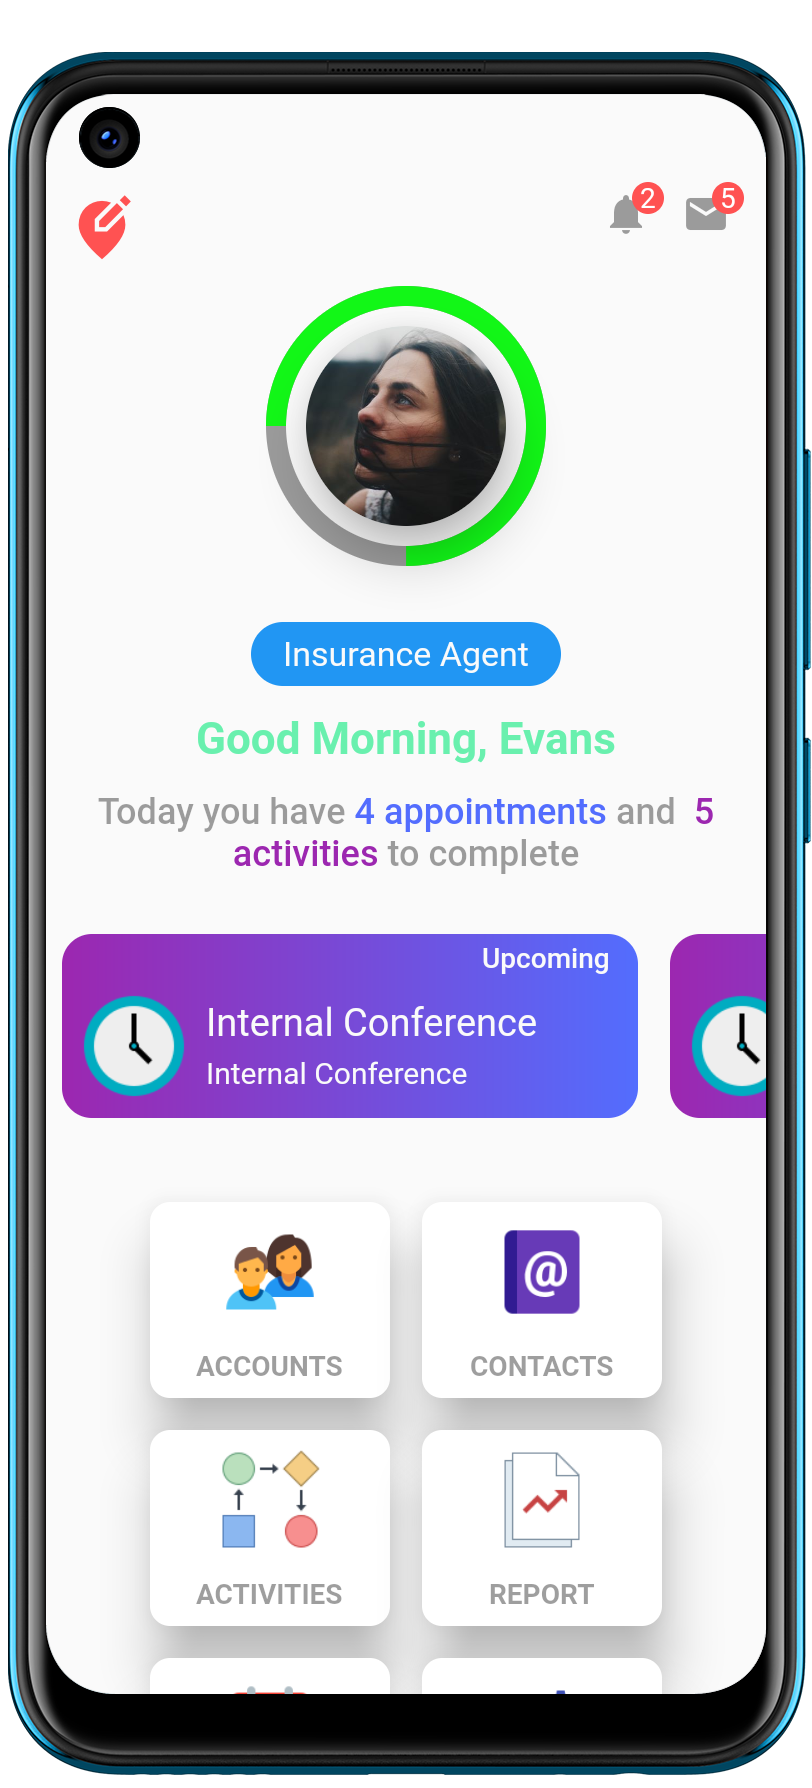 2
5
Insurance Agent
Good Morning, Evans
Today you have 4 appointments and 5
activities to complete
Upcoming
Internal Conference
Internal Conference
@
ACCOUNTS
CONTACTS
ACTIVITIES
REPORT